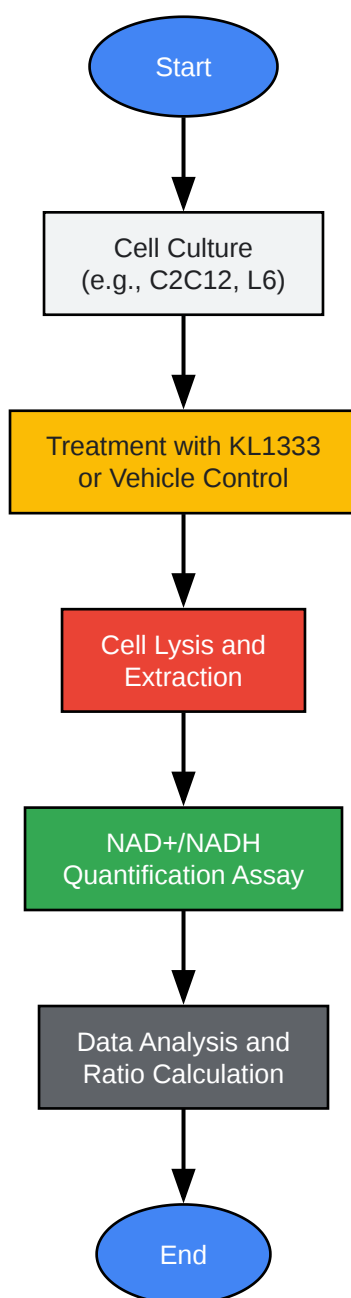 Start
Cell Culture
(e.g., C2C12, L6)
Treatment with KL1333
or Vehicle Control
Cell Lysis and
Extraction
NAD+/NADH
Quantification Assay
Data Analysis and
Ratio Calculation
End